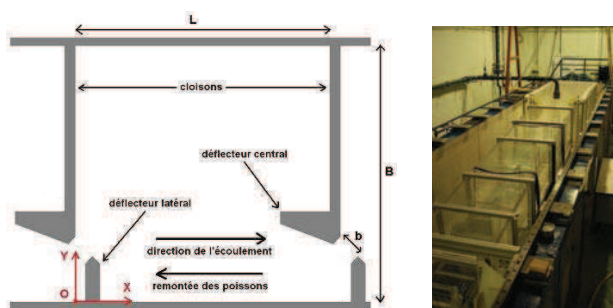 L
cloisons
déflecteur central
B
déflecteur latéral
b
direction de l'écoulement
Y
remontée des poissons
O
X